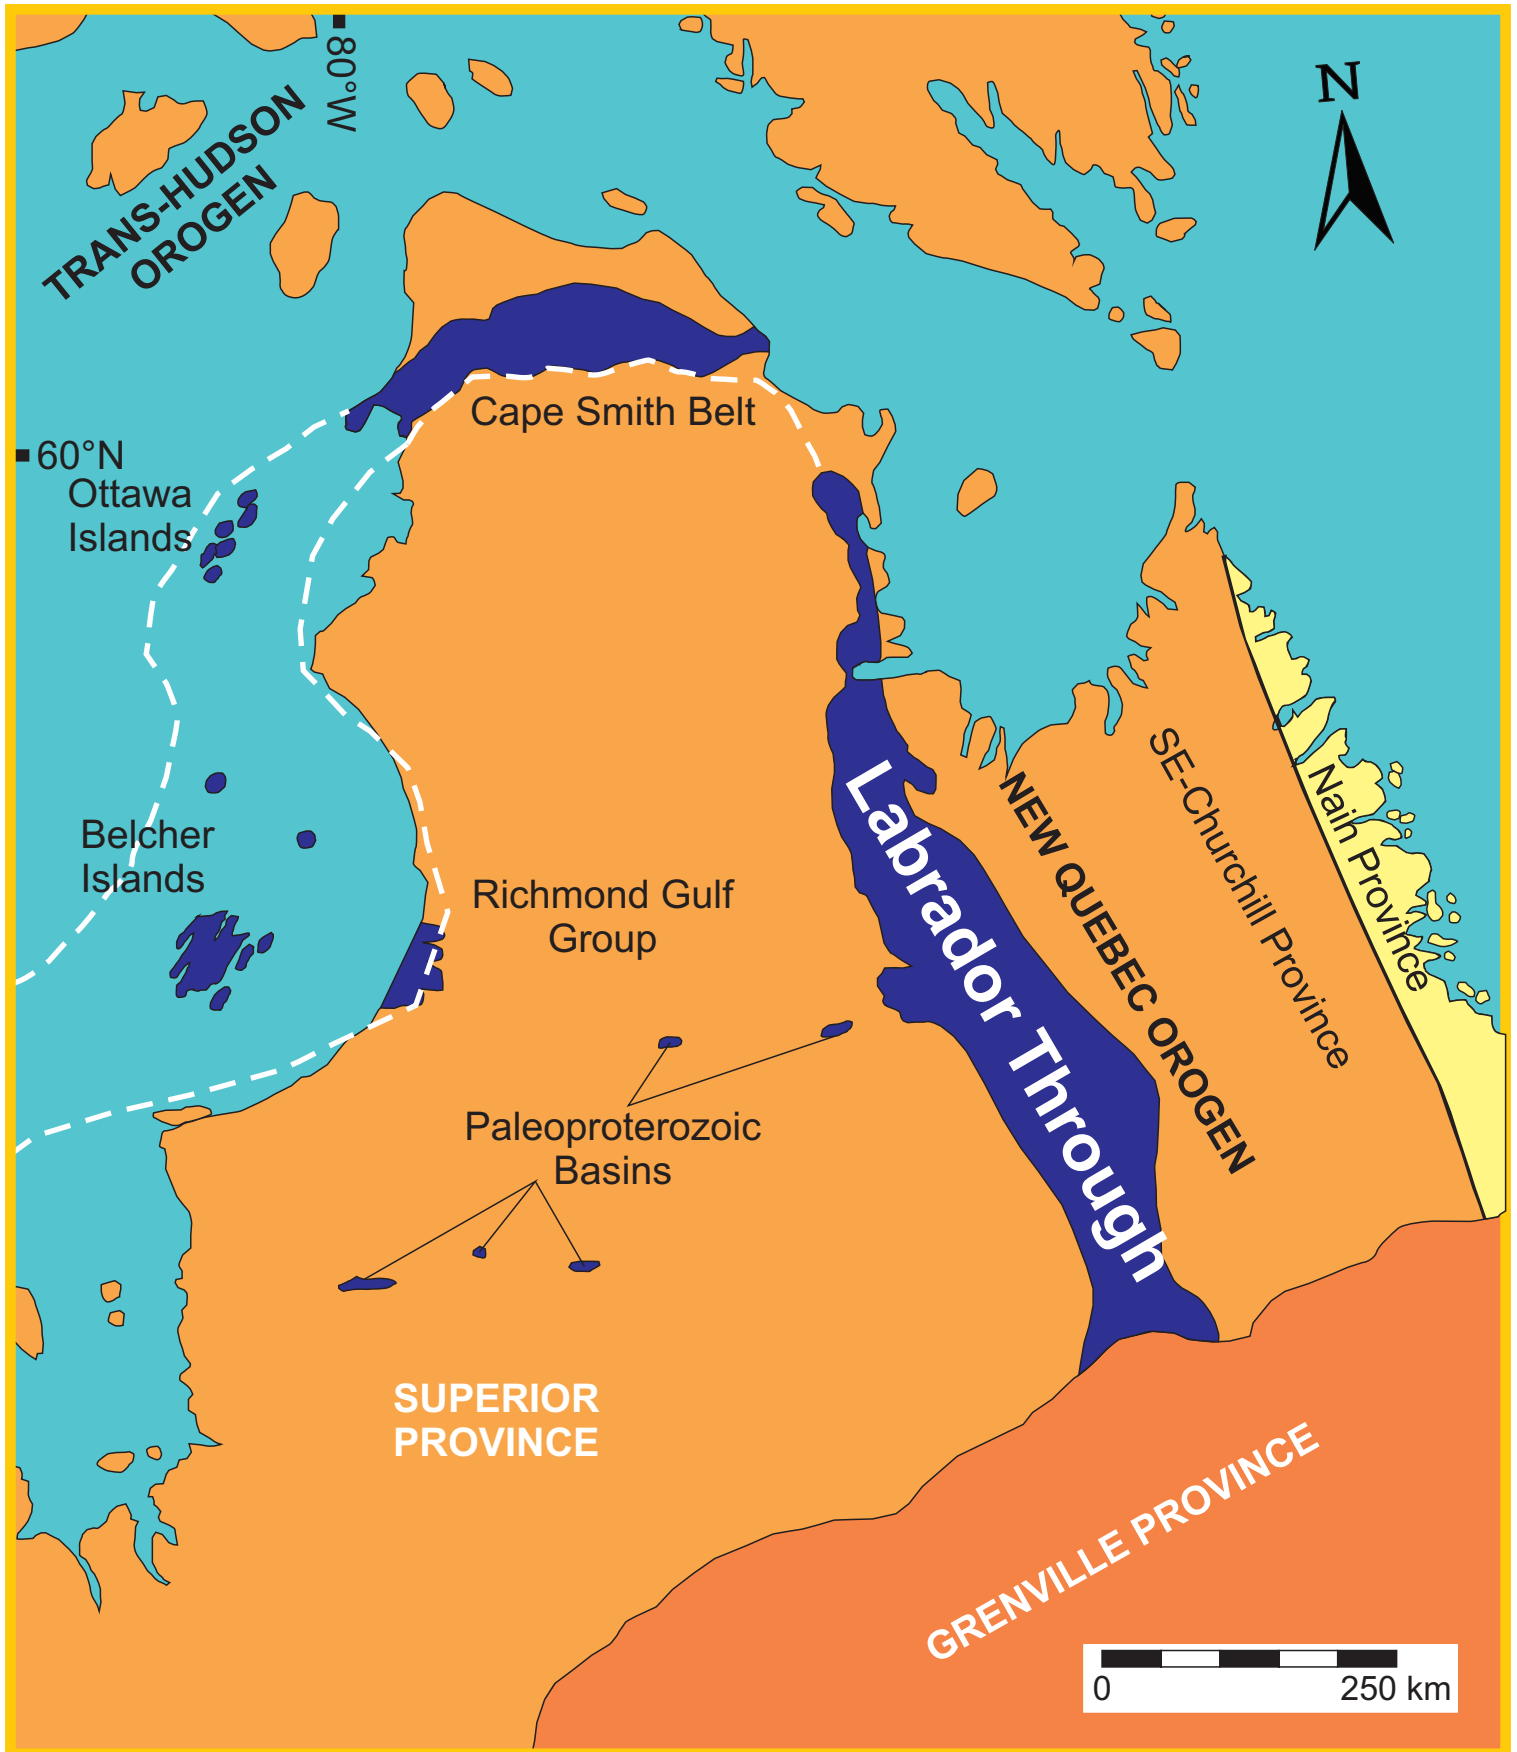 80°W
N
TRANS-HUDSON
OROGEN
Cape Smith Belt
60°N
Ottawa
Islands
Belcher
Islands
Richmond Gulf
Group
Labrador Through
NEW QUEBEC OROGEN
SE-Churchill Province
Nain Province
Paleoproterozoic
Basins
SUPERIOR
PROVINCE
GRENVILLE PROVINCE
0 250 km